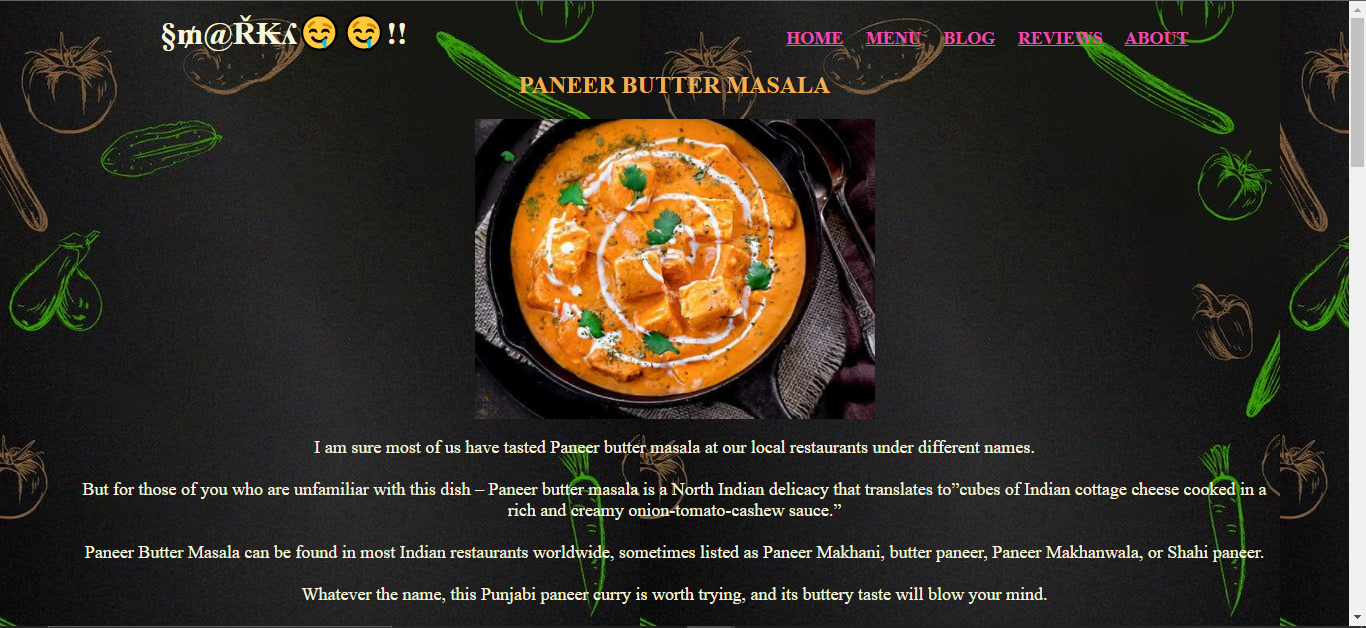 §₥@ŘꝀʎ🤤 🤤 !!
HOME MENU BLOG REVIEWS ABOUT
PANEER BUTTER MASALA
I am sure most of us have tasted Paneer butter masala at our local restaurants under different names.
But for those of you who are unfamiliar with this dish – Paneer butter masala is a North Indian delicacy that translates to”cubes of Indian cottage cheese cooked in a
rich and creamy onion-tomato-cashew sauce.”
Paneer Butter Masala can be found in most Indian restaurants worldwide, sometimes listed as Paneer Makhani, butter paneer, Paneer Makhanwala, or Shahi paneer.
Whatever the name, this Punjabi paneer curry is worth trying, and its buttery taste will blow your mind.